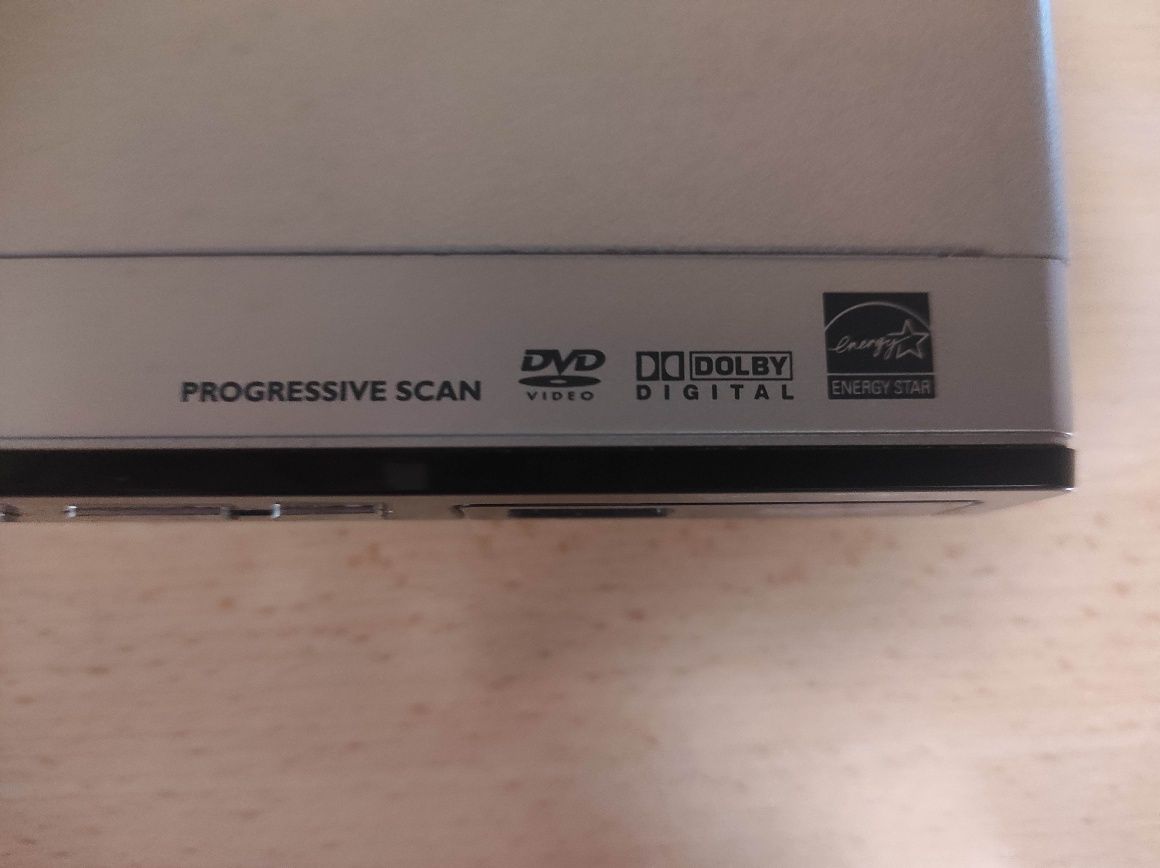 PROGRESSIVE SCAN
DVD
VIDEO
DOLBY
DIGITAL
energy
ENERGY STAR